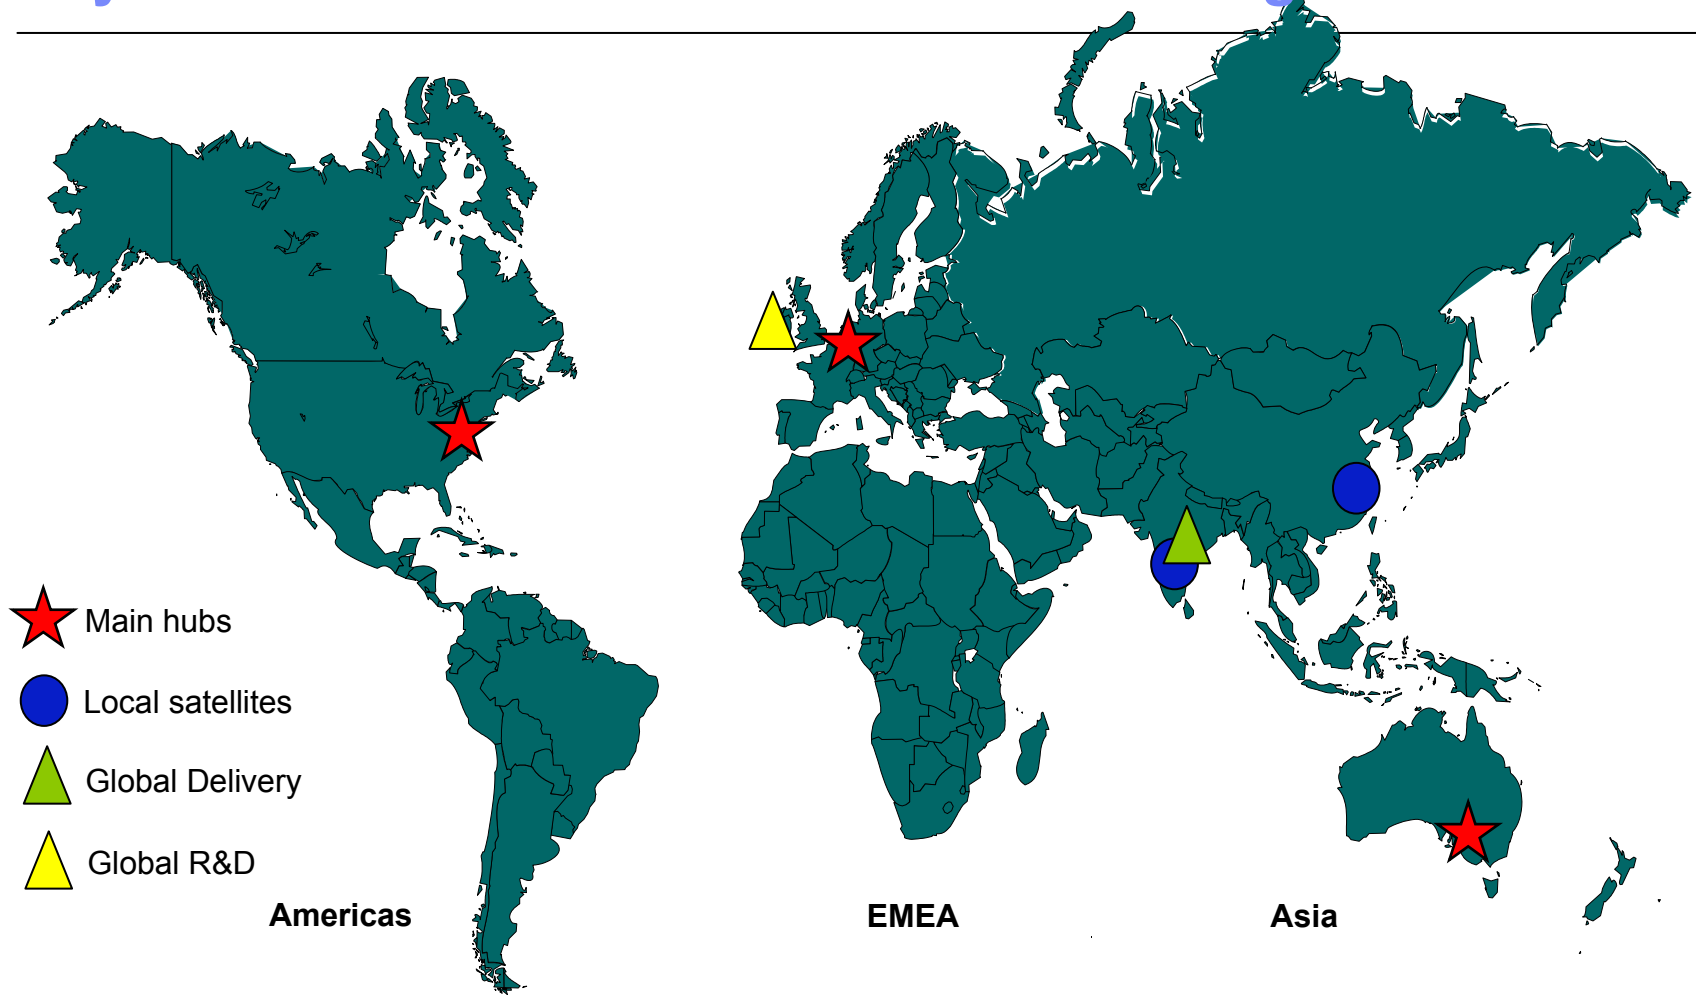 Main hubs
Local satellites
Global Delivery
Global R&D
Americas
EMEA
Asia